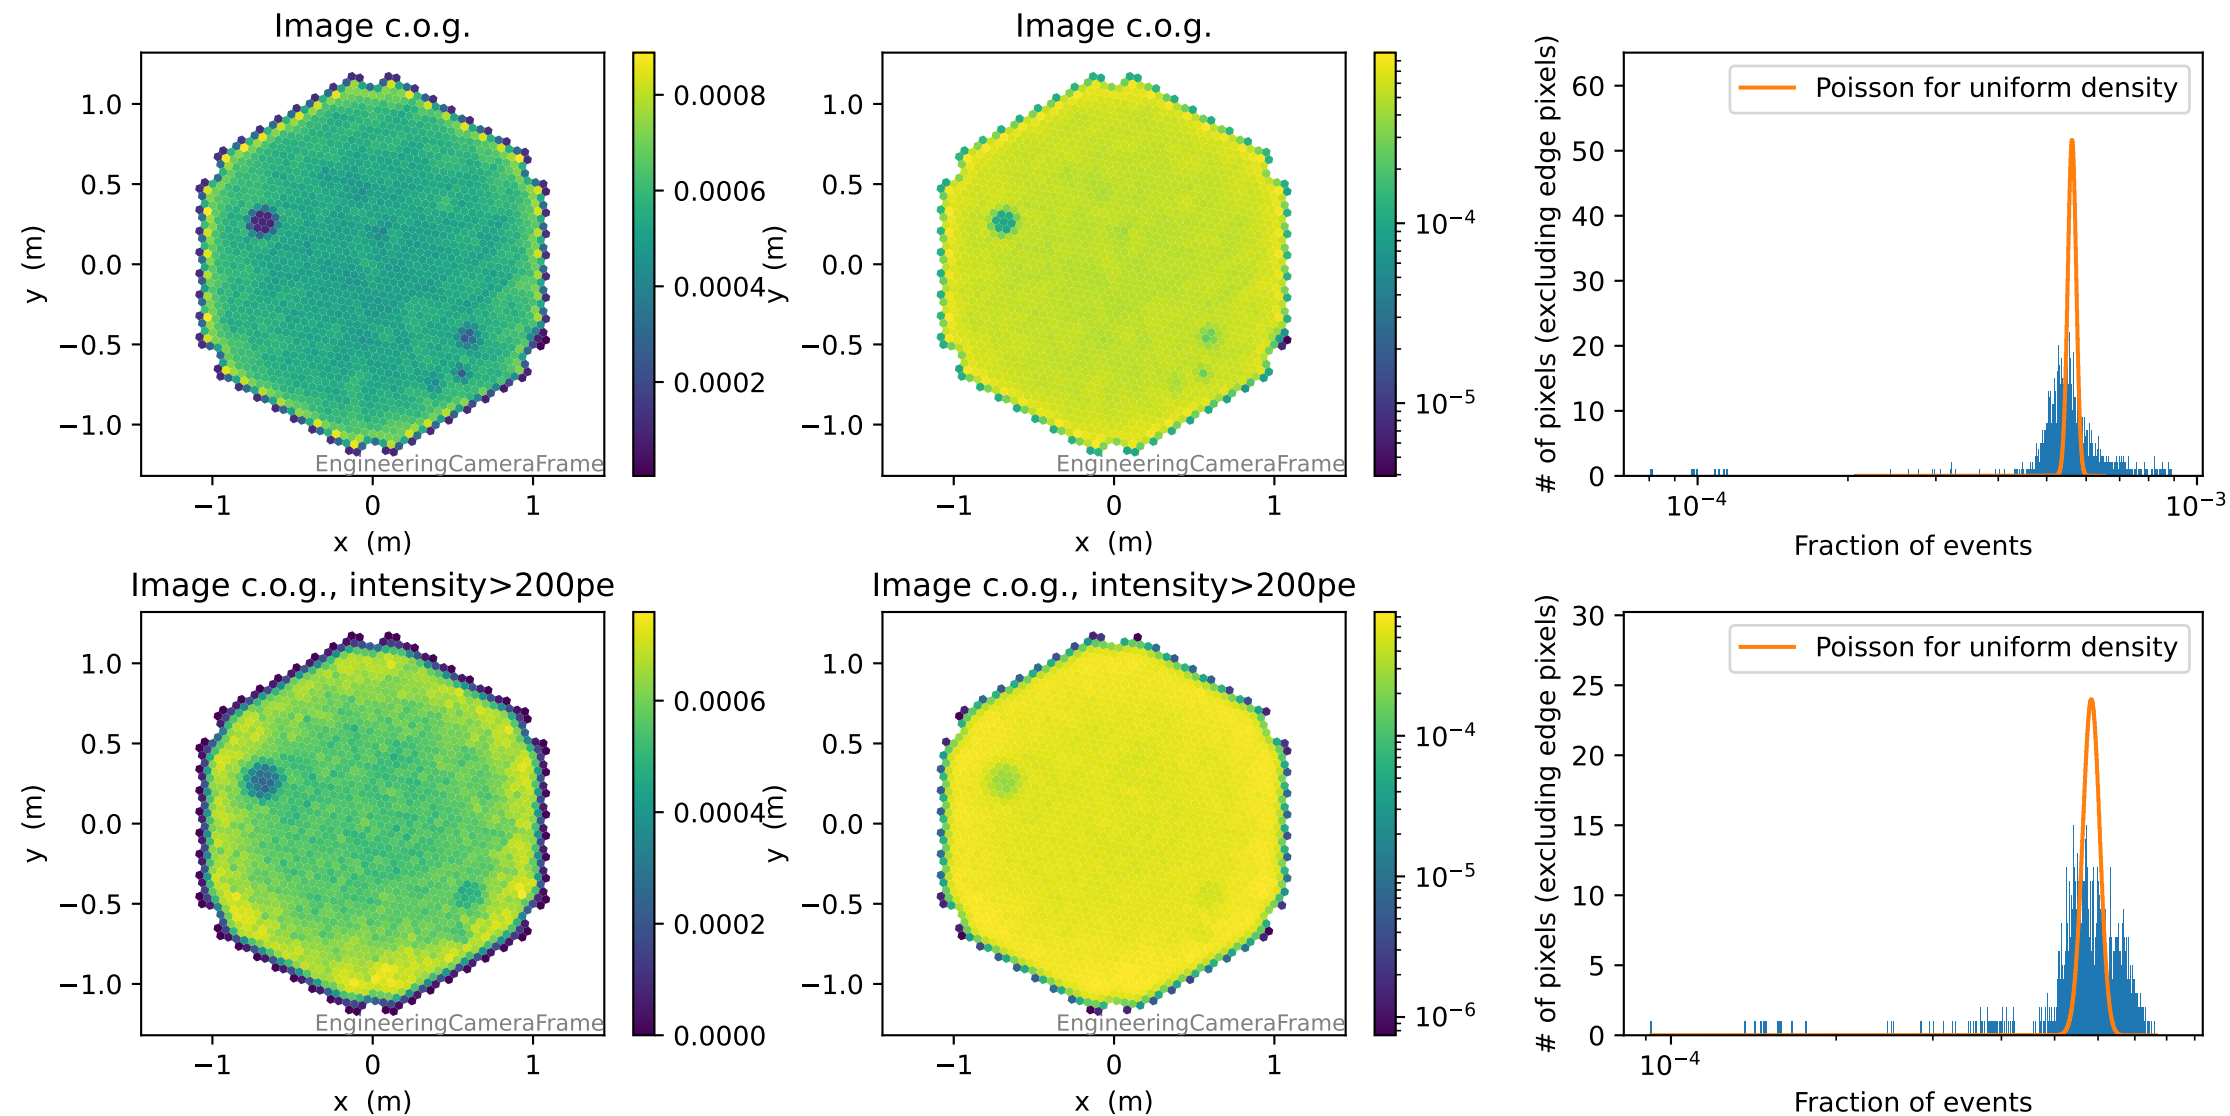 Image c.o.g.
1.0
0.5
0.0
−0.5
−1.0
y (m)
EngineeringCameraFrame
−1
0
1
x (m)
0.0008
0.0006
0.0004
0.0002
Image c.o.g.
1.0
0.5
0.0
−0.5
−1.0
y (m)
EngineeringCameraFrame
−1
0
1
x (m)
10⁻⁴
10⁻⁵
# of pixels (excluding edge pixels)
60
50
40
30
20
10
0
Poisson for uniform density
10⁻⁴
10⁻³
Fraction of events
Image c.o.g., intensity>200pe
1.0
0.5
0.0
−0.5
−1.0
y (m)
EngineeringCameraFrame
−1
0
1
x (m)
0.0006
0.0004
0.0002
0.0000
Image c.o.g., intensity>200pe
1.0
0.5
0.0
−0.5
−1.0
y (m)
EngineeringCameraFrame
−1
0
1
x (m)
10⁻⁴
10⁻⁵
10⁻⁶
# of pixels (excluding edge pixels)
30
25
20
15
10
5
0
Poisson for uniform density
10⁻⁴
Fraction of events